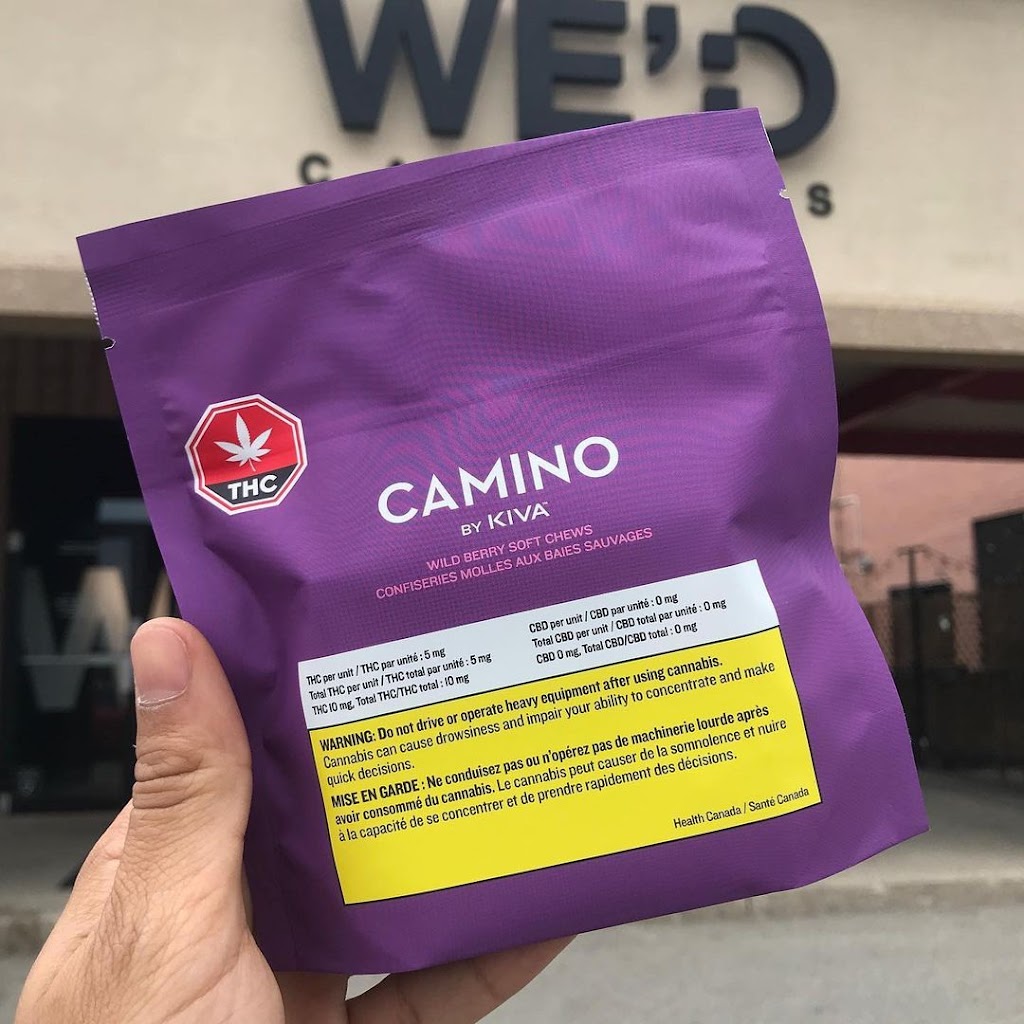 WE'D
THC
CAMINO
BY KIVA
WILD BERRY SOFT CHEWS
CONFISERIES MOLLES AUX BAIES SAUVAGES
THC per unit / THC par unité : 5 mg
Total THC per unit / THC total par unité : 5 mg
THC 10 mg, Total THC/THC total : 10 mg
CBD per unit / CBD par unité : 0 mg
Total CBD per unit / CBD total par unité : 0 mg
CBD 0 mg, Total CBD/CBD total : 0 mg
WARNING: Do not drive or operate heavy equipment after using cannabis.
Cannabis can cause drowsiness and impair your ability to concentrate and make
quick decisions.
MISE EN GARDE : Ne conduisez pas ou n'opérez pas de machinerie lourde après
avoir consommé du cannabis. Le cannabis peut causer de la somnolence et nuire
à la capacité de se concentrer et de prendre rapidement des décisions.
Health Canada / Santé Canada